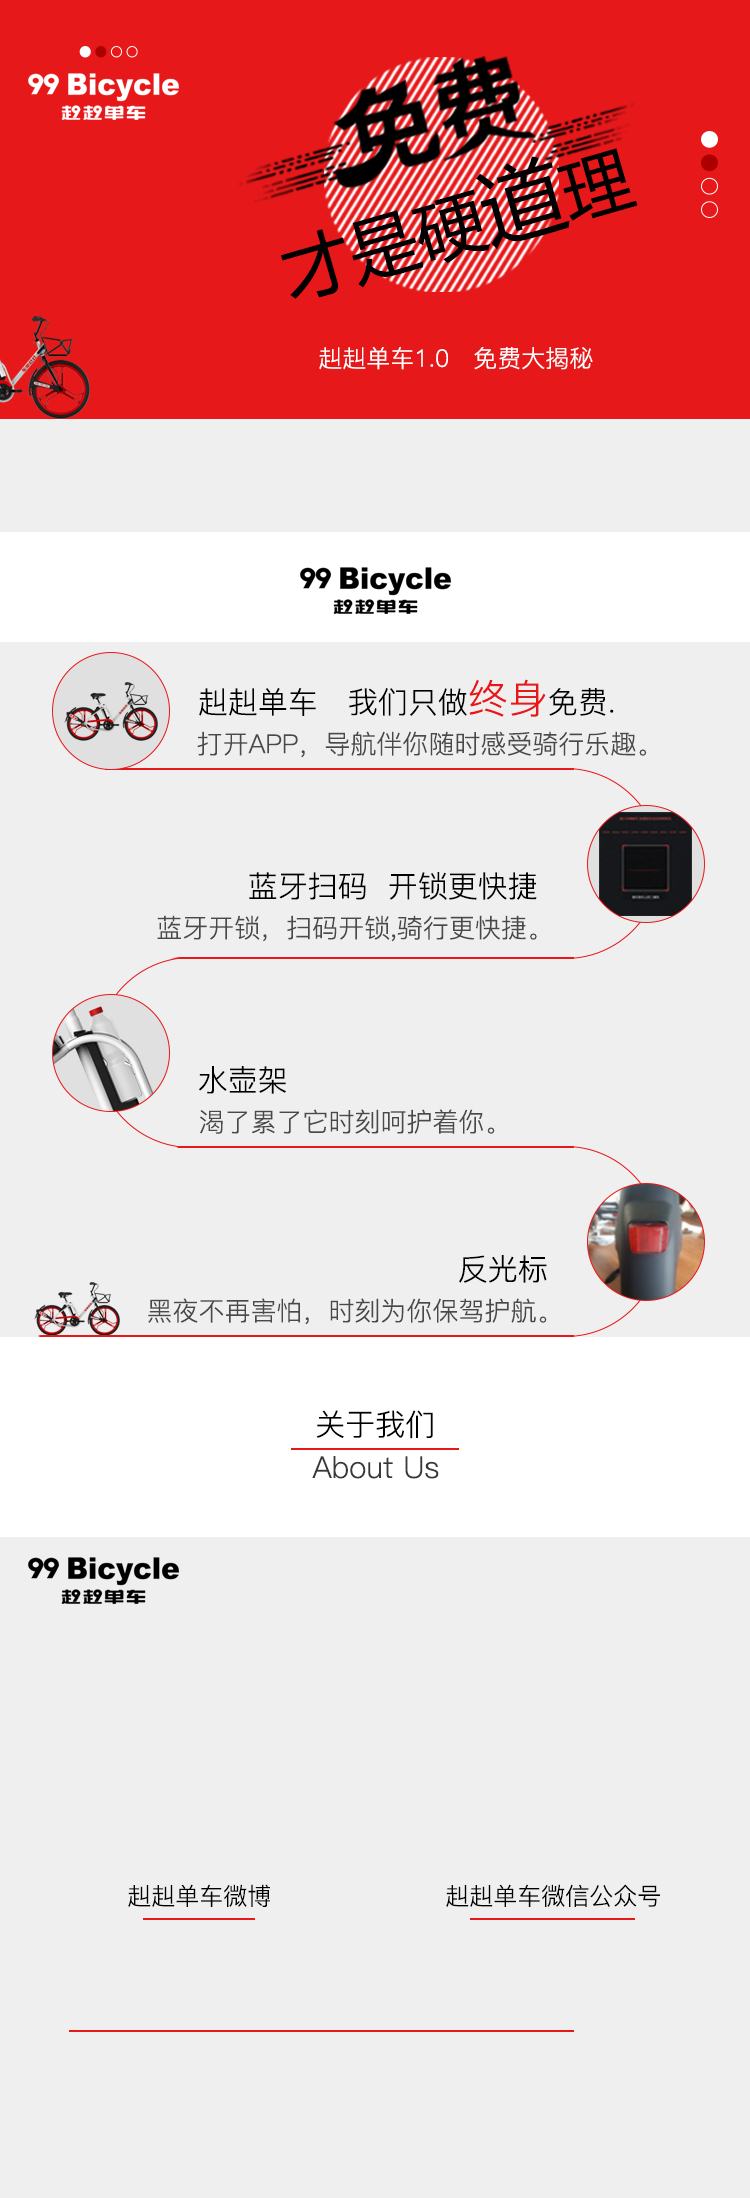 99 Bicycle
赳赳单车
免费
才是硬道理
赳赳单车1.0 免费大揭秘
99 Bicycle
赳赳单车
赳赳单车 我们只做终身免费.
打开APP，导航伴你随时感受骑行乐趣。
蓝牙扫码 开锁更快捷
蓝牙开锁，扫码开锁,骑行更快捷。
水壶架
渴了累了它时刻呵护着你。
反光标
黑夜不再害怕，时刻为你保驾护航。
关于我们
About Us
99 Bicycle
赳赳单车
赳赳单车微博
赳赳单车微信公众号